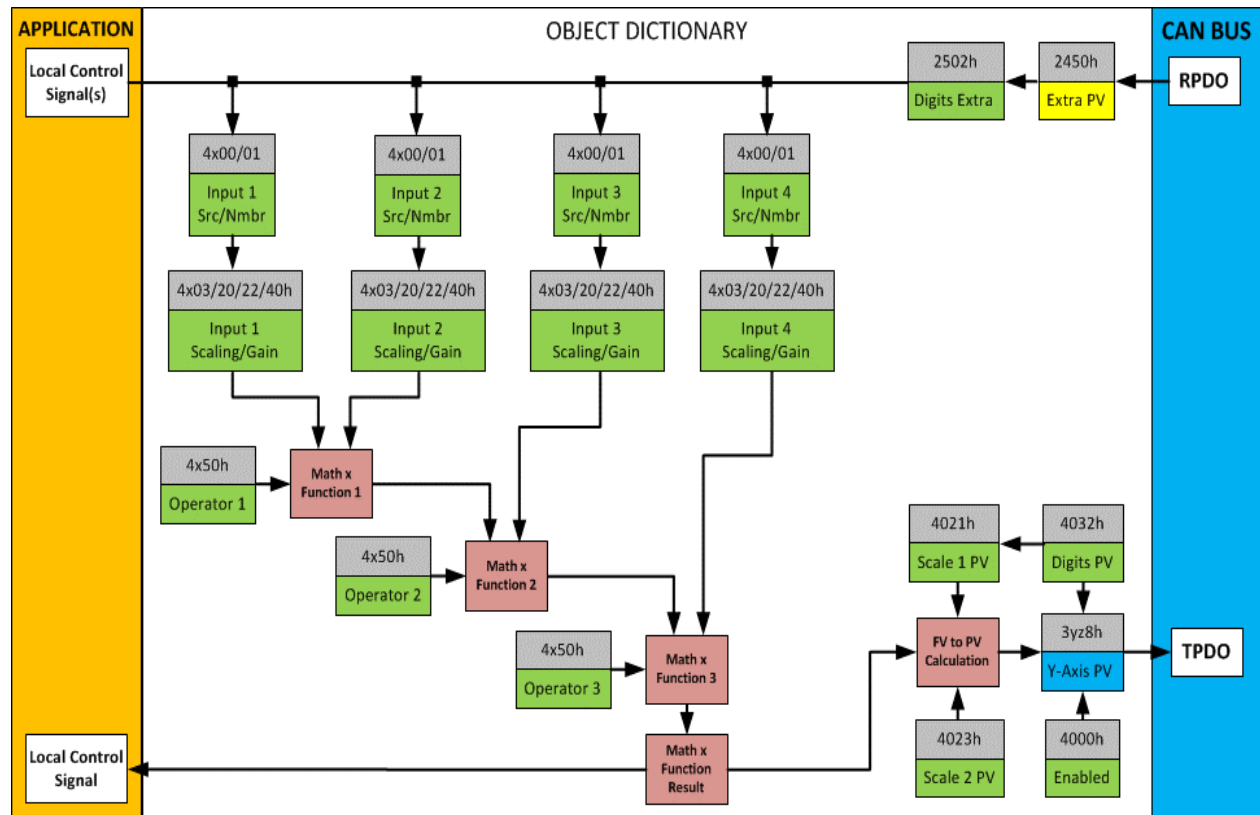 APPLICATION
OBJECT DICTIONARY
CAN BUS
Local Control
Signal(s)
2502h
Digits Extra
2450h
Extra PV
RPDO
4x00/01
Input 1
Src/Nmbr
4x00/01
Input 2
Src/Nmbr
4x00/01
Input 3
Src/Nmbr
4x00/01
Input 4
Src/Nmbr
4x03/20/22/40h
Input 1
Scaling/Gain
4x03/20/22/40h
Input 2
Scaling/Gain
4x03/20/22/40h
Input 3
Scaling/Gain
4x03/20/22/40h
Input 4
Scaling/Gain
4x50h
Operator 1
Math x
Function 1
4x50h
Operator 2
Math x
Function 2
4x50h
Operator 3
Math x
Function 3
4021h
Scale 1 PV
4032h
Digits PV
FV to PV
Calculation
3yz8h
Y-Axis PV
TPDO
4023h
Scale 2 PV
4000h
Enabled
Math x
Function
Result
Local Control
Signal